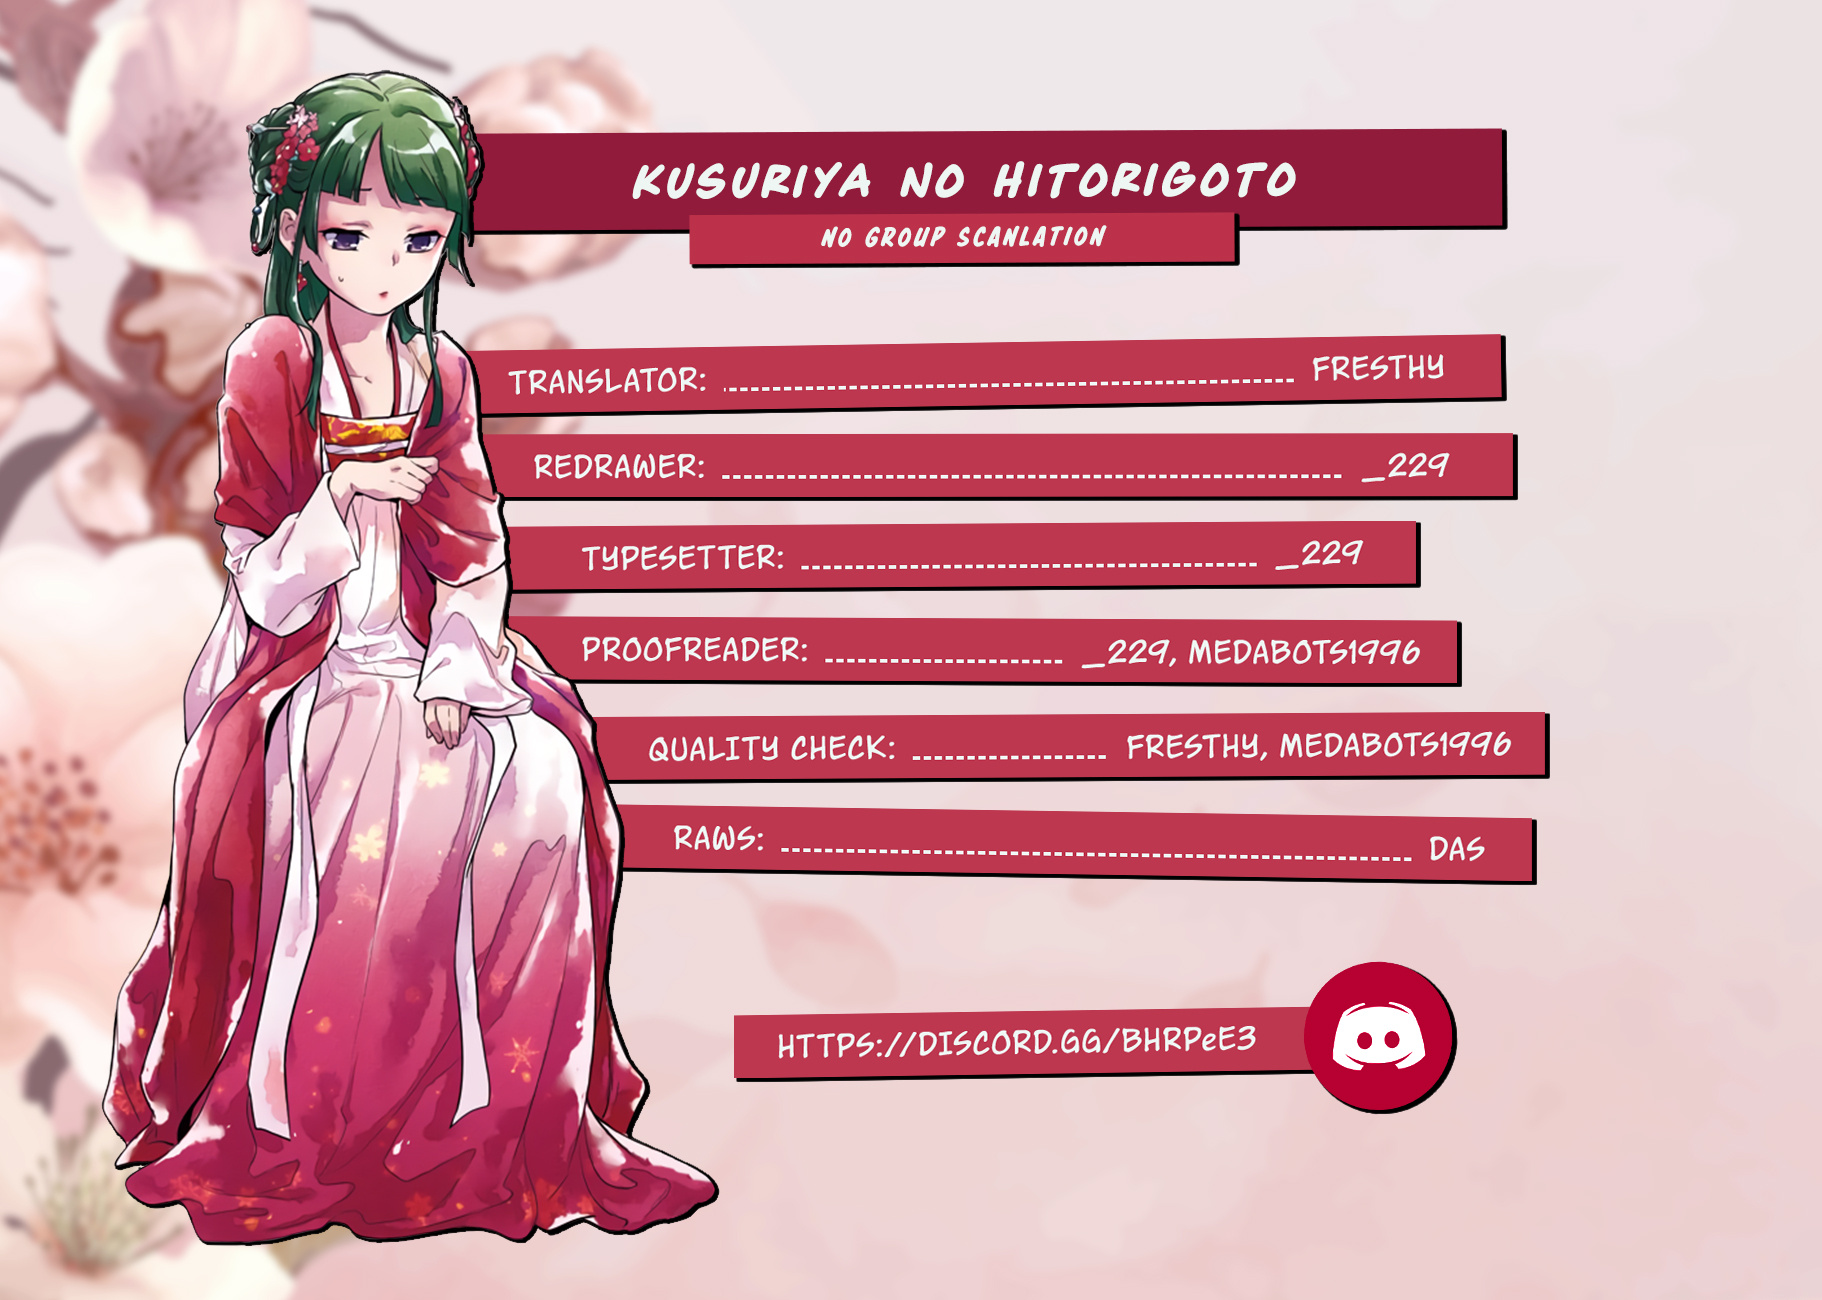 KUSURIYA NO HITORIGOTO
NO GROUP SCANLATION
TRANSLATOR: FRESTHY
REDRAWER: _229
TYPESETTER: _229
PROOFREADER: _229, MEDABOTS1996
QUALITY CHECK: FRESTHY, MEDABOTS1996
RAWS: DAS
HTTPS://DISCORD.GG/BHRPeE3